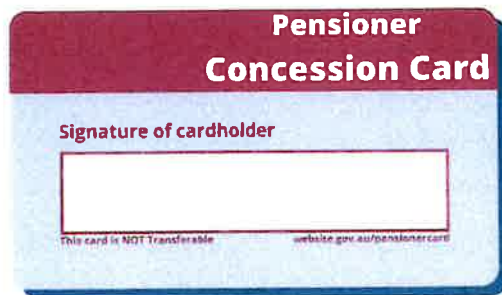 Pensioner
Concession Card
Signature of cardholder
This card is NOT Transferable
website.gov.au/pensionercard